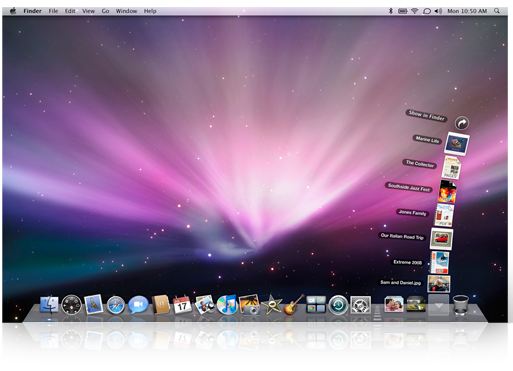 Finder File Edit View Go Window Help Mon 10:50 AM
Show in Finder
Marine Life
The Collector
Southside Jazz Fest
Jones Family
Our Italian Road Trip
Extreme 2008
Sam and Daniel.jpg
17